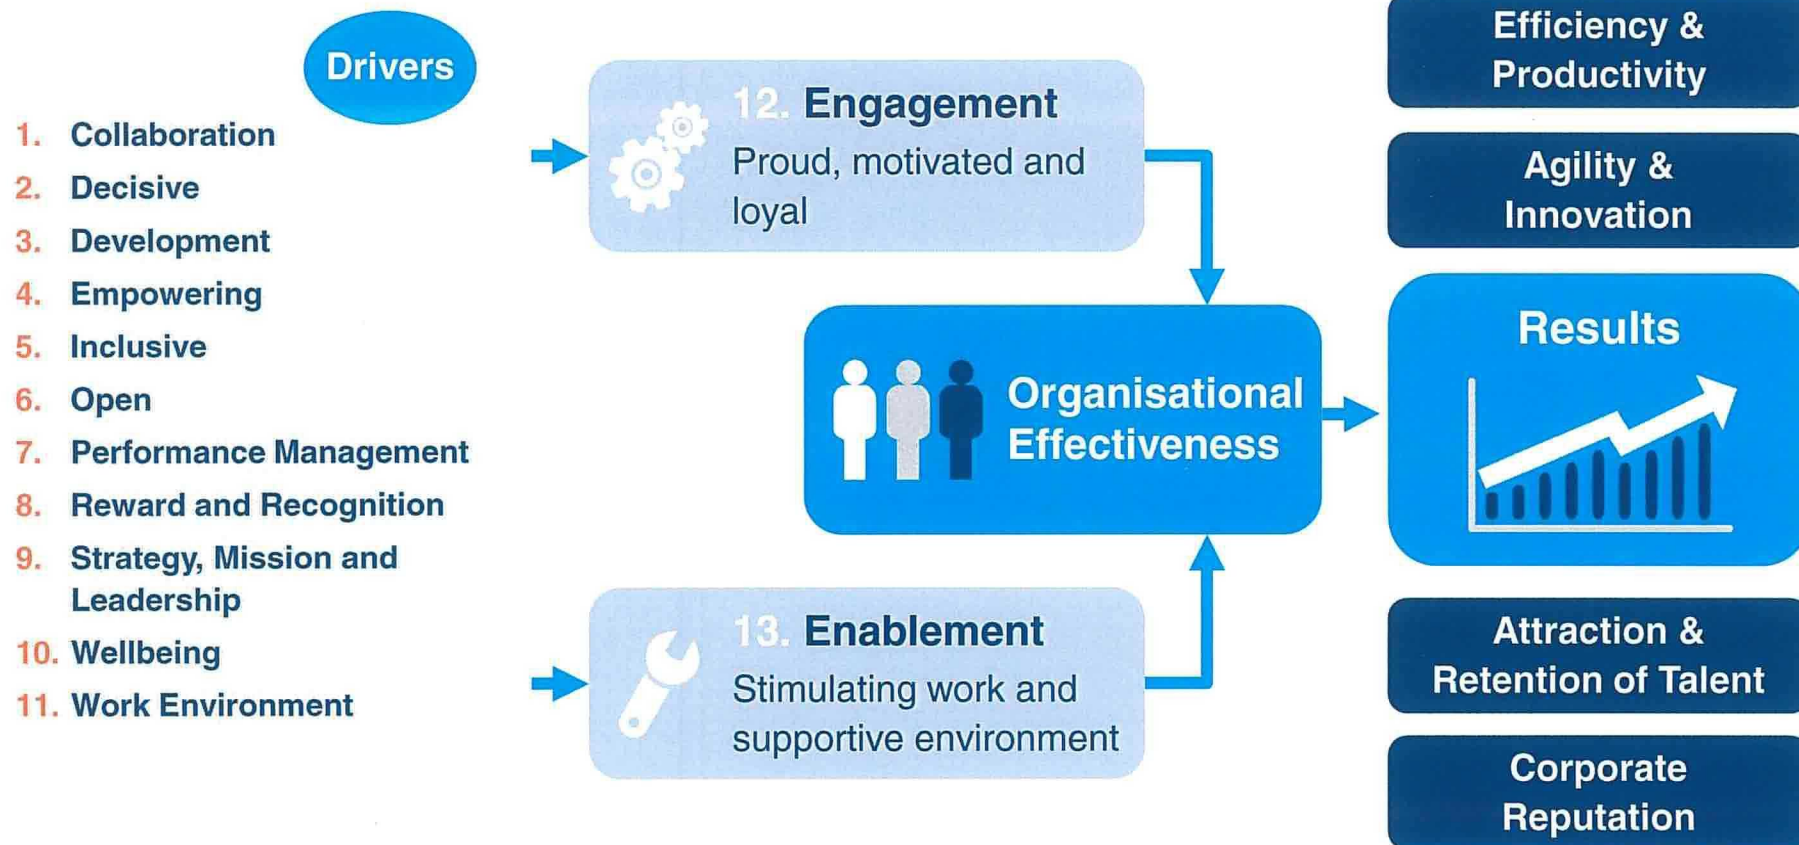 Drivers
1. Collaboration
2. Decisive
3. Development
4. Empowering
5. Inclusive
6. Open
7. Performance Management
8. Reward and Recognition
9. Strategy, Mission and
Leadership
10. Wellbeing
11. Work Environment
12. Engagement
Proud, motivated and
loyal
13. Enablement
Stimulating work and
supportive environment
Organisational
Effectiveness
Efficiency &
Productivity
Agility &
Innovation
Results
Attraction &
Retention of Talent
Corporate
Reputation